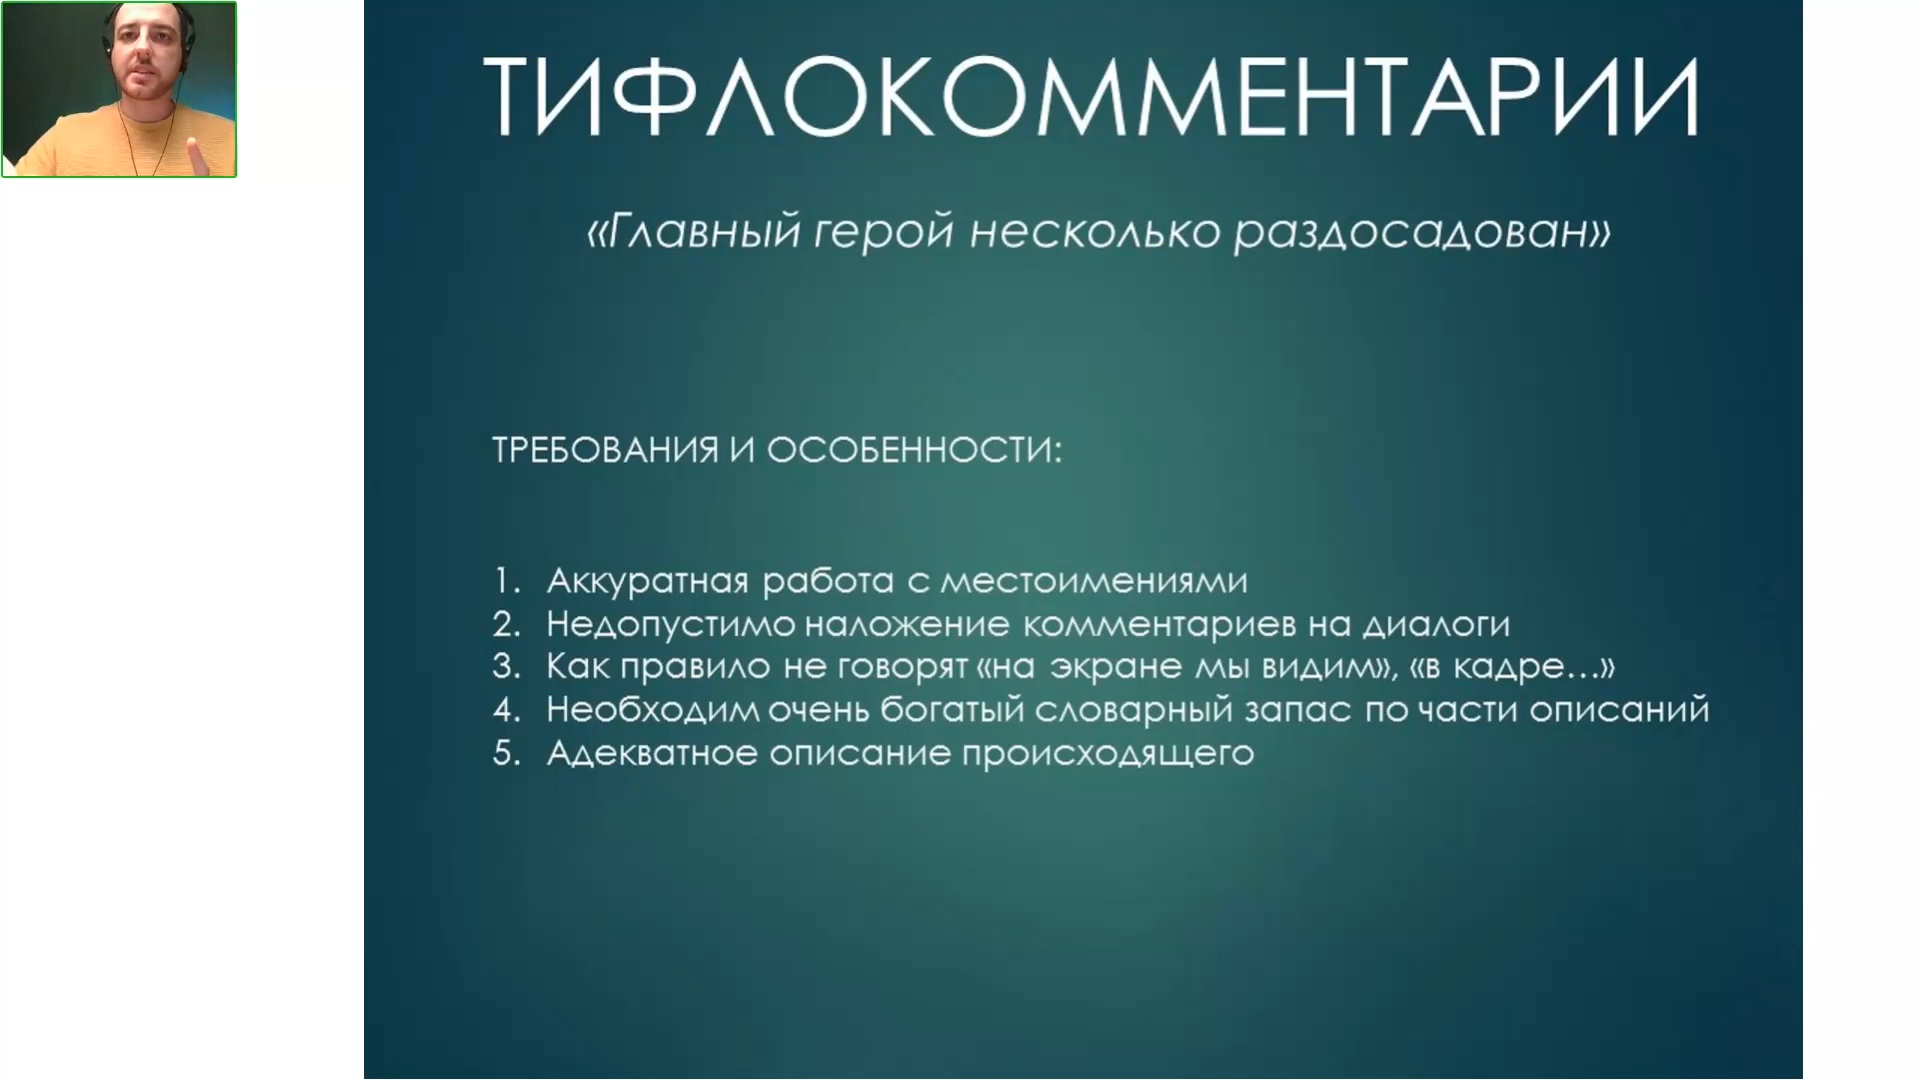 ТИФЛОКОММЕНТАРИИ
«Главный герой несколько раздосадован»
ТРЕБОВАНИЯ И ОСОБЕННОСТИ:
1. Аккуратная работа с местоимениями
2. Недопустимо наложение комментариев на диалоги
3. Как правило не говорят «на экране мы видим», «в кадре...»
4. Необходим очень богатый словарный запас по части описаний
5. Адекватное описание происходящего